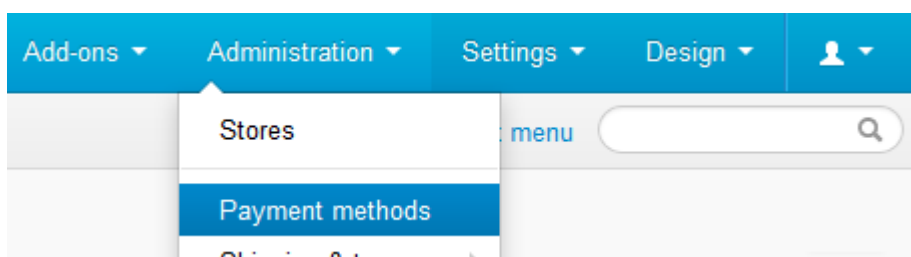 Add-ons Administration Settings Design
Stores
menu
Payment methods